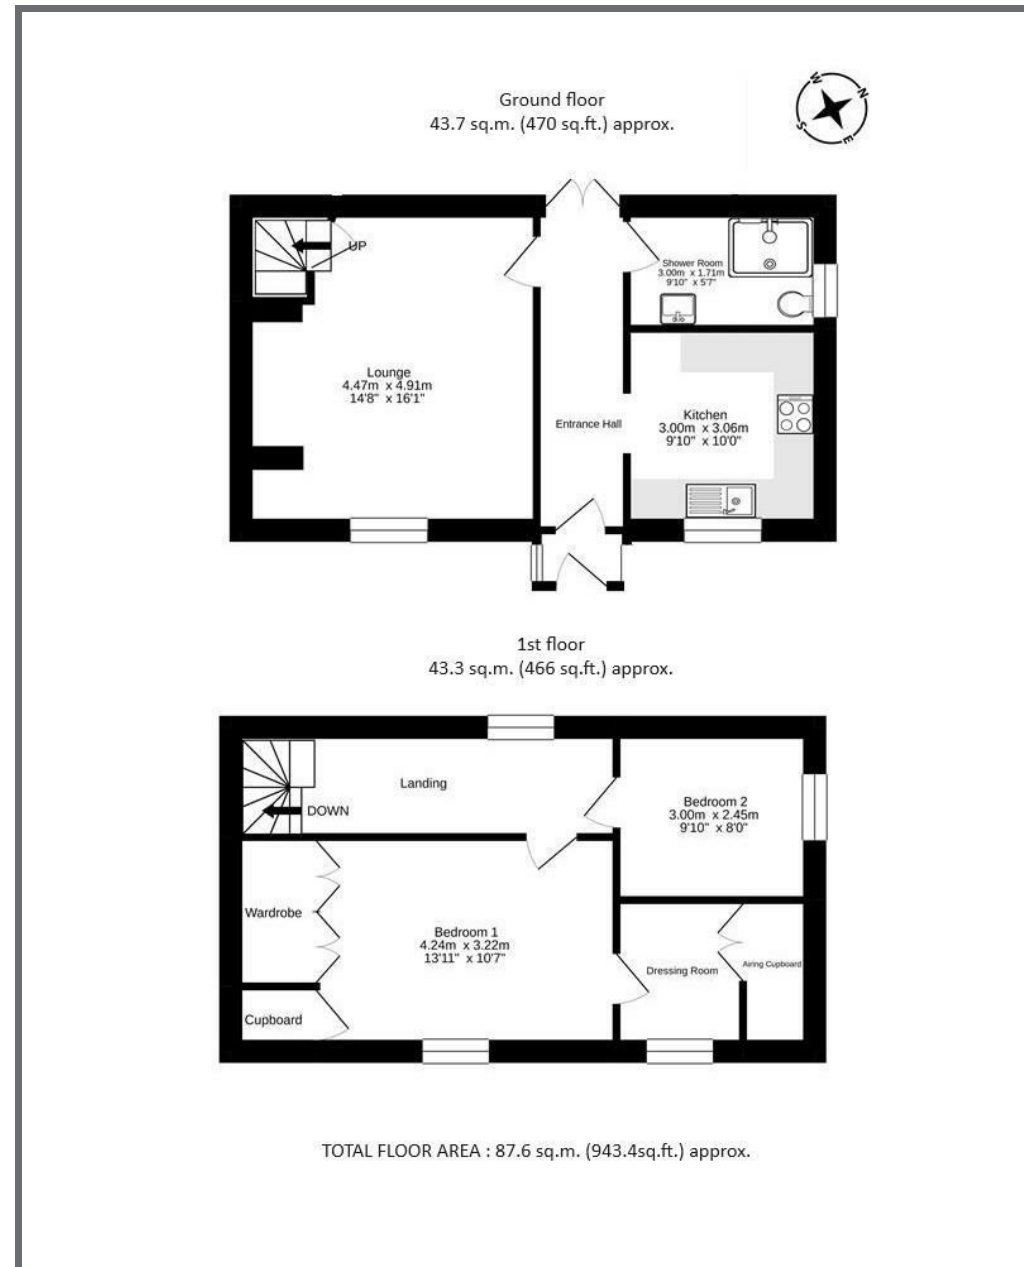 Ground floor
43.7 sq.m. (470 sq.ft.) approx.
W
N
S
E
UP
Shower Room
3.00m x 1.71m
9'10" x 5'7"
Lounge
4.47m x 4.91m
14'8" x 16'1"
Entrance Hall
Kitchen
3.00m x 3.06m
9'10" x 10'0"
1st floor
43.3 sq.m. (466 sq.ft.) approx.
Landing
DOWN
Bedroom 2
3.00m x 2.45m
9'10" x 8'0"
Wardrobe
Bedroom 1
4.24m x 3.22m
13'11" x 10'7"
Dressing Room
Airing Cupboard
Cupboard
TOTAL FLOOR AREA : 87.6 sq.m. (943.4sq.ft.) approx.